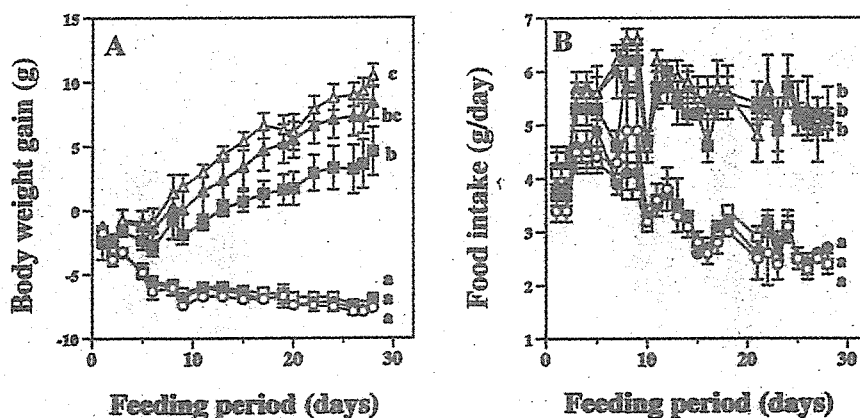 A
Body weight gain (g)
15
10
5
0
-5
-10
c
bc
b
a
a
a
0
10
20
30
Feeding period (days)
B
Food intake (g/day)
7
6
5
4
3
2
1
b
b
b
a
a
a
0
10
20
30
Feeding period (days)